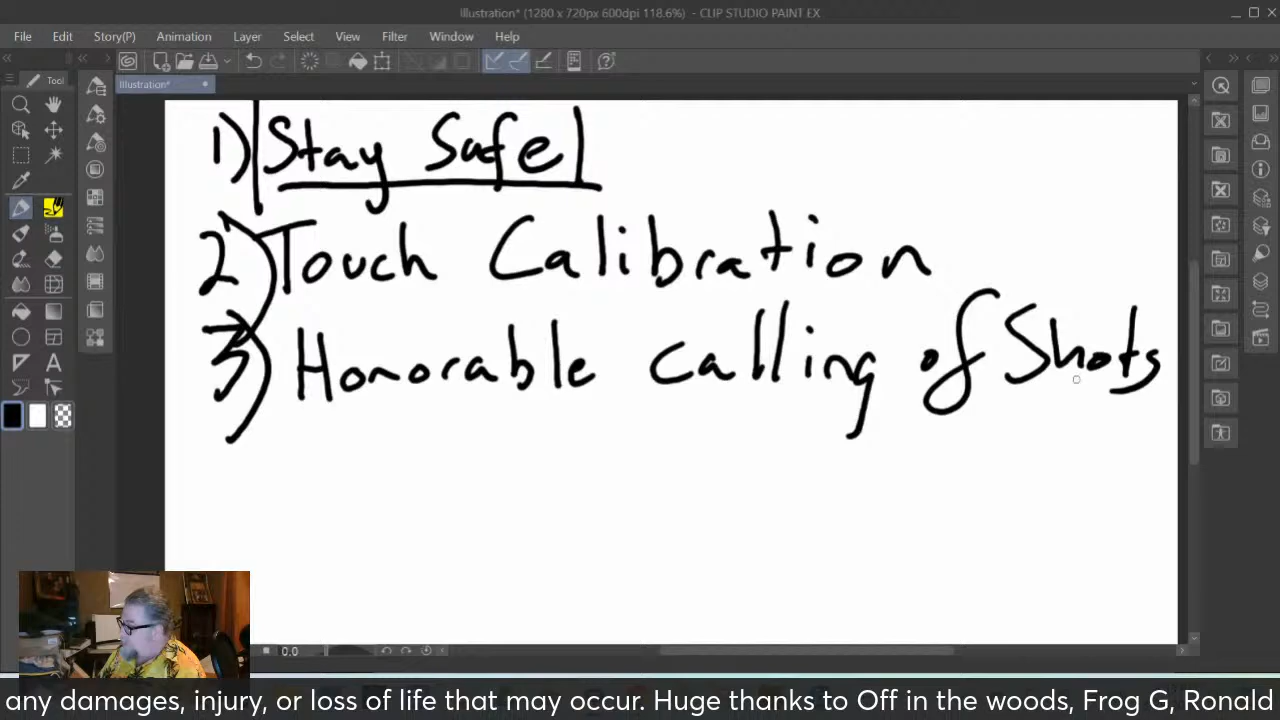 Illustration* (1280 x 720px 600dpi 118.6%) - CLIP STUDIO PAINT EX
File Edit Story(P) Animation Layer Select View Filter Window Help
Tool
Illustration*
1) Stay Safe
2) Touch Calibration
3) Honorable calling of Shots
0.0
any damages, injury, or loss of life that may occur. Huge thanks to Off in the woods, Frog G, Ronald